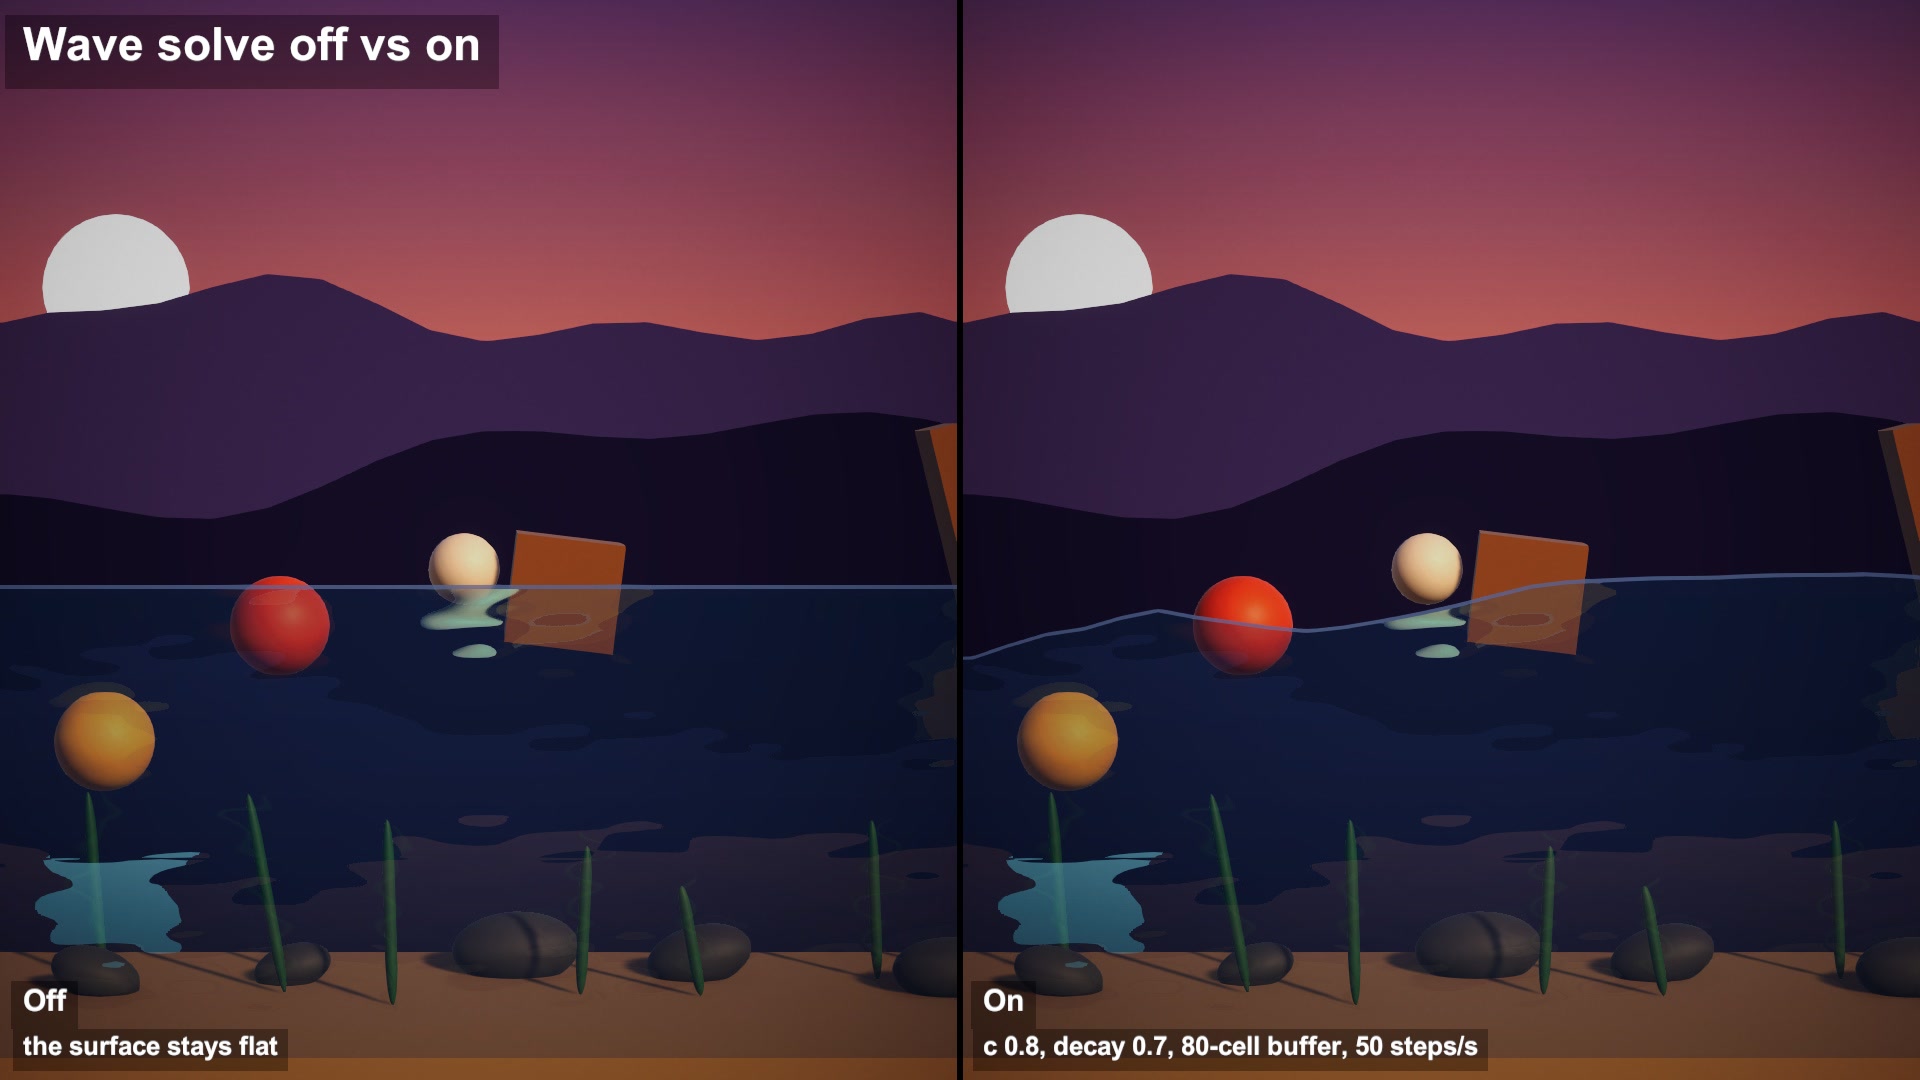 Wave solve off vs on
Off
the surface stays flat
On
c 0.8, decay 0.7, 80-cell buffer, 50 steps/s